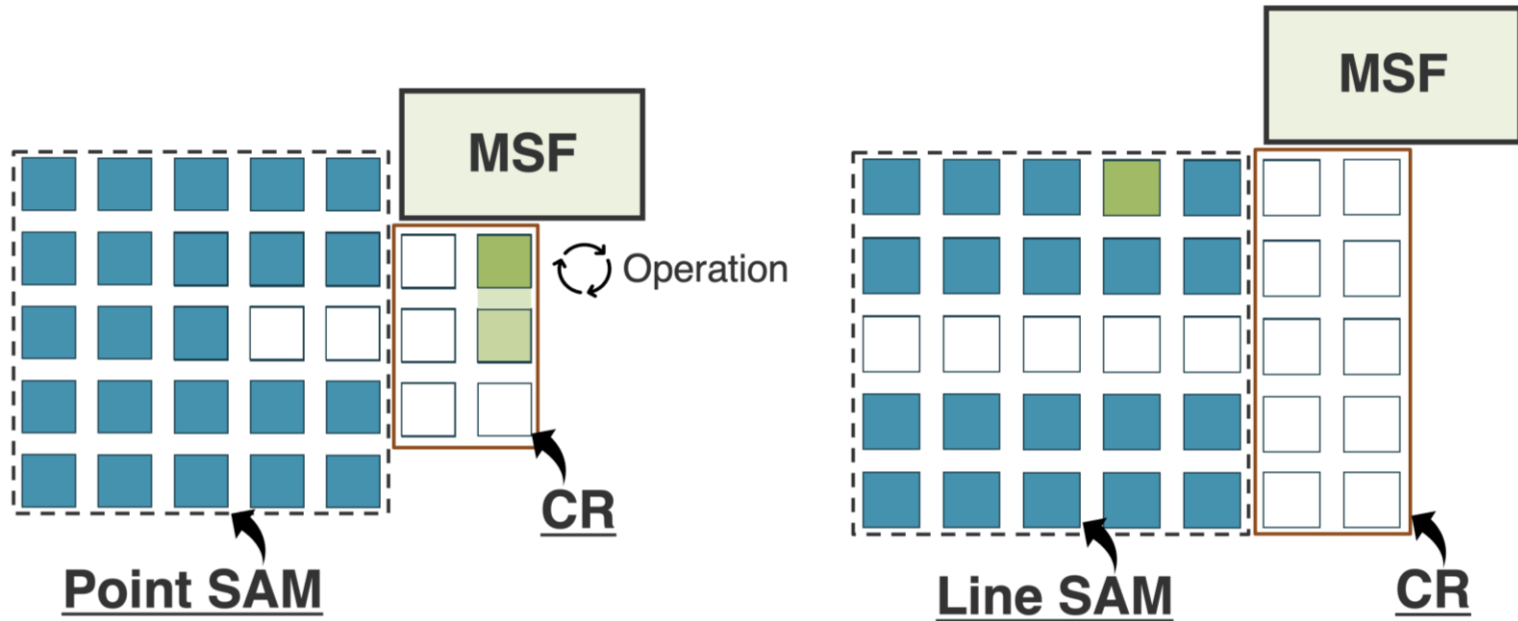 MSF
Operation
CR
Point SAM
MSF
Line SAM
CR